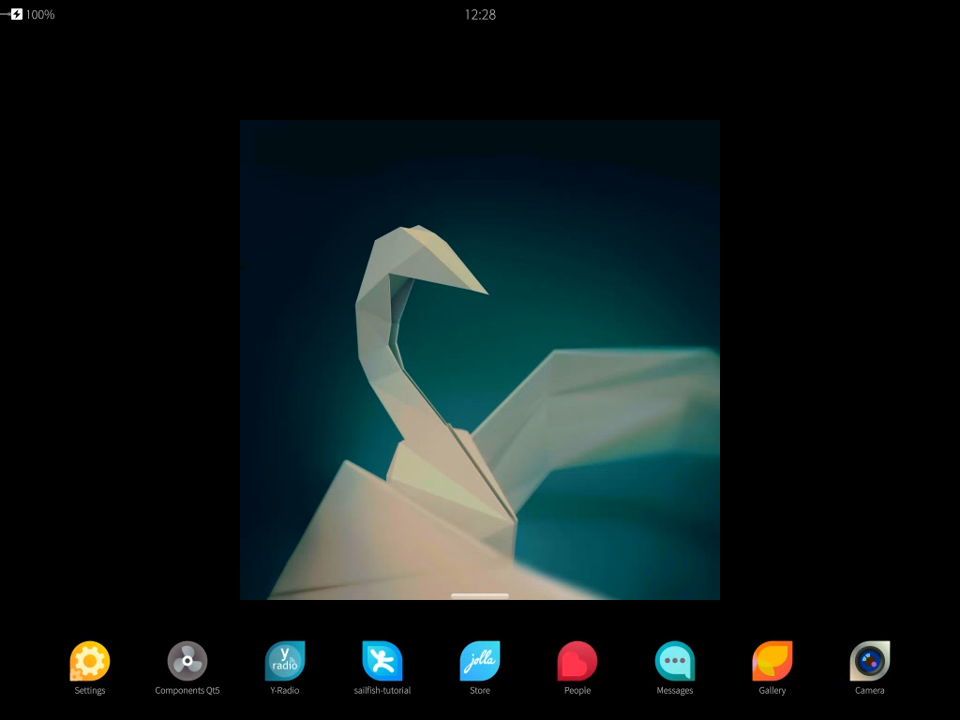 100%
12:28
y
radio
jolla
Settings
Components Qt5
Y-Radio
sailfish-tutorial
Store
People
Messages
Gallery
Camera